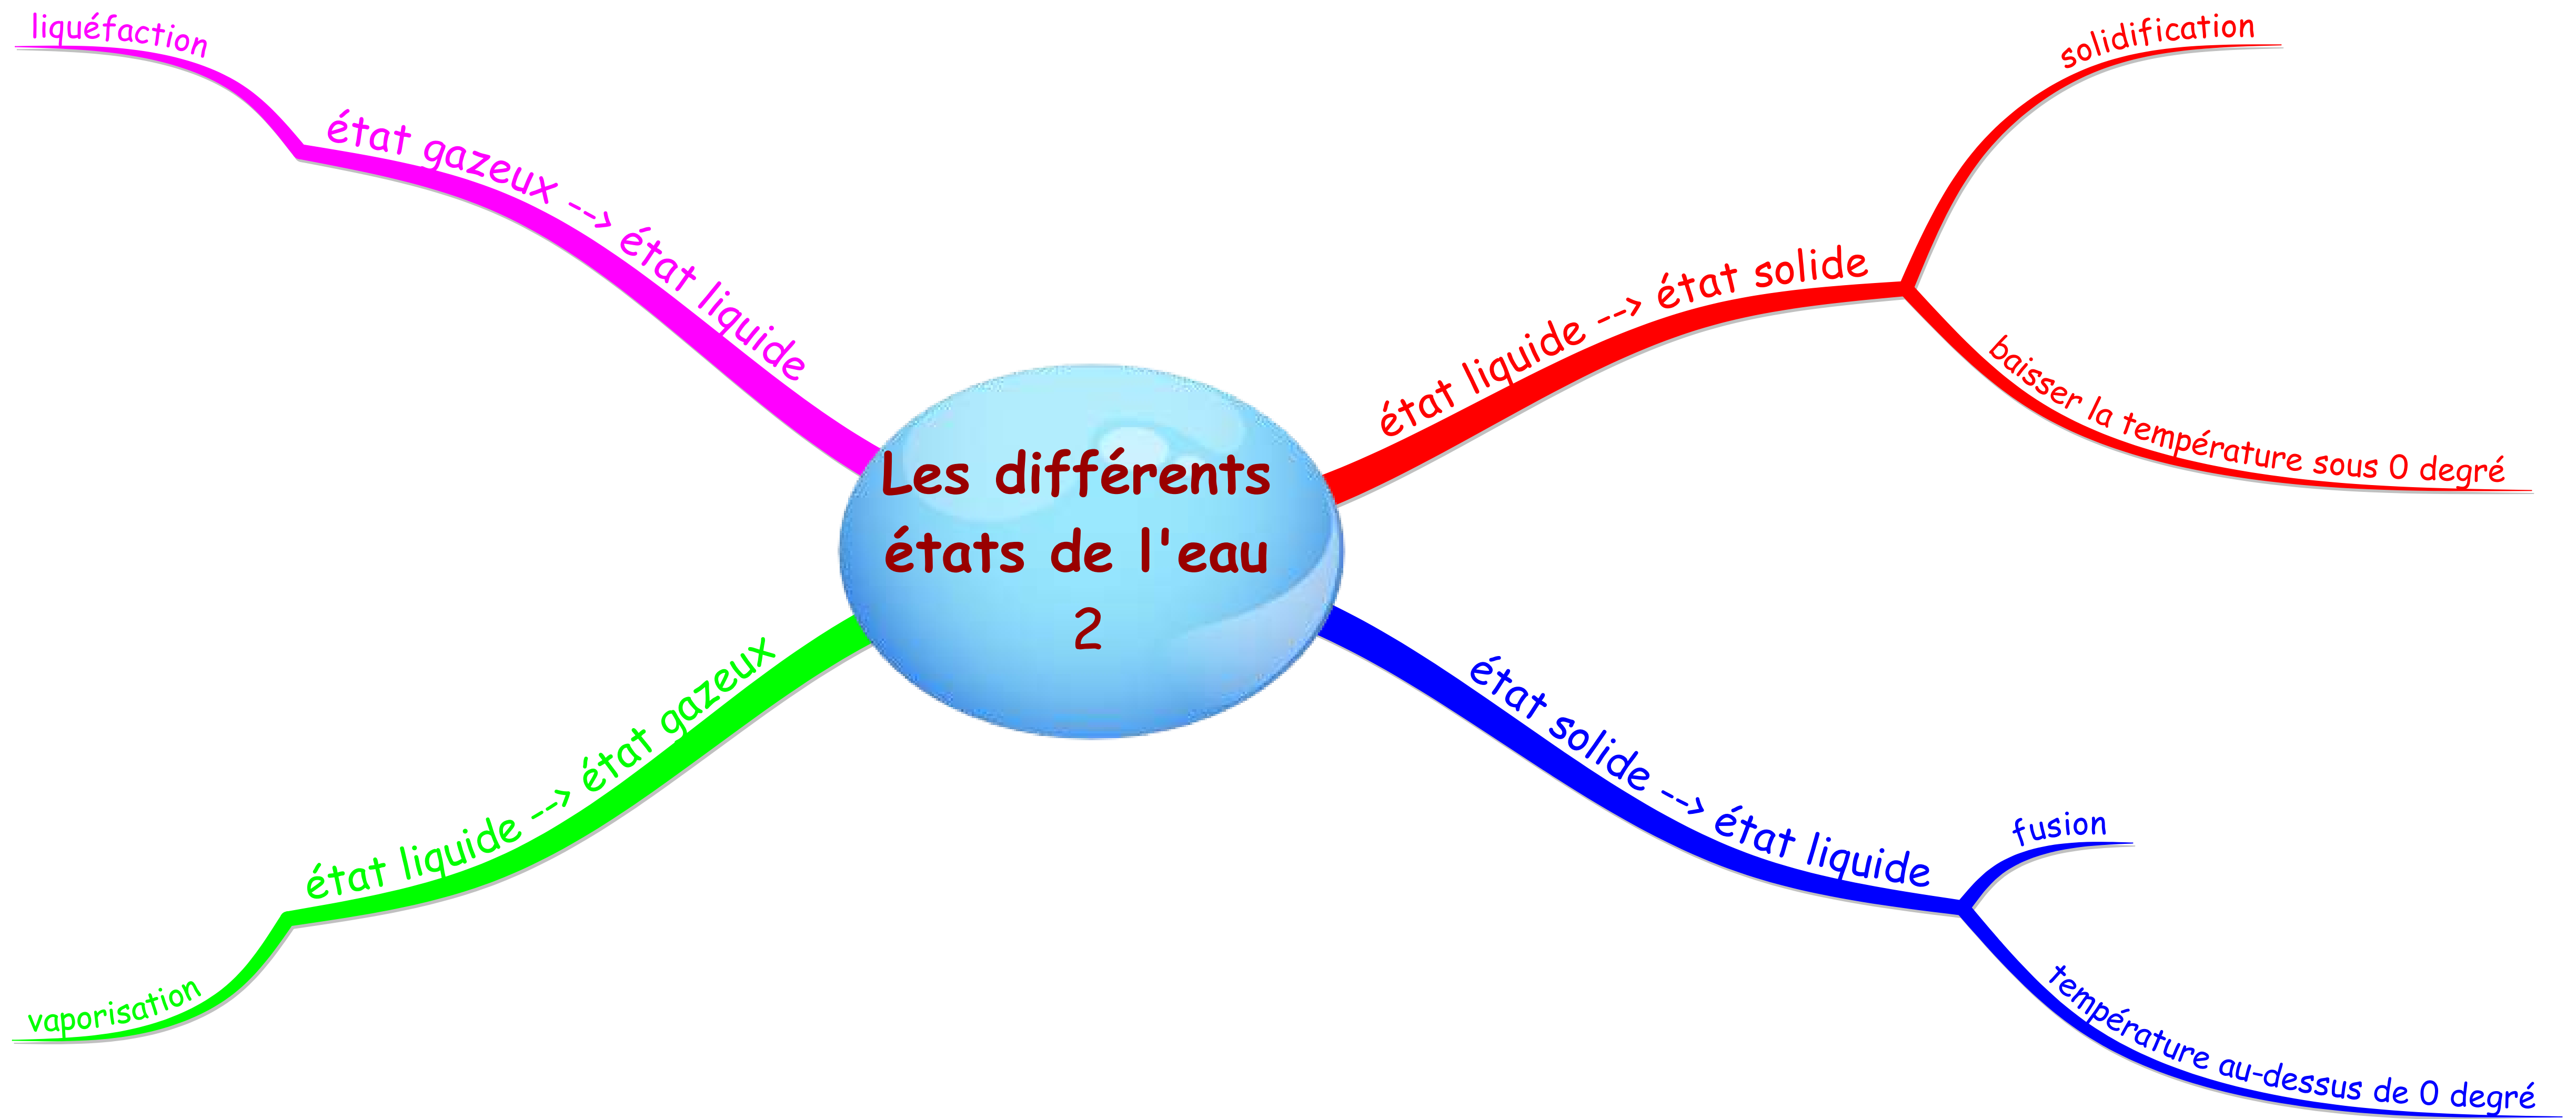 Les différents
états de l'eau
2
état liquide --> état solide
solidification
baisser la température sous 0 degré
état solide --> état liquide
fusion
température au-dessus de 0 degré
état liquide --> état gazeux
vaporisation
état gazeux --> état liquide
liquéfaction